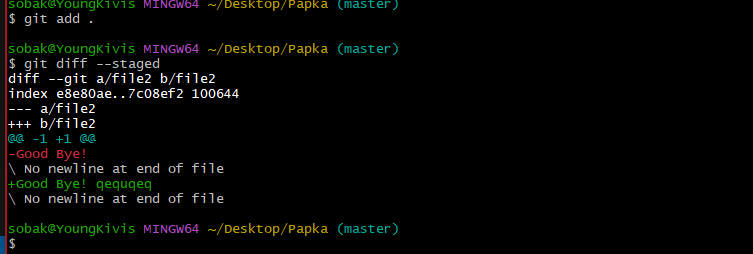 sobak@YoungKivis MINGW64 ~/Desktop/Papka (master)
$ git add .
sobak@YoungKivis MINGW64 ~/Desktop/Papka (master)
$ git diff --staged
diff --git a/file2 b/file2
index e8e80ae..7c08ef2 100644
--- a/file2
+++ b/file2
@@ -1 +1 @@
-Good Bye!
\ No newline at end of file
+Good Bye! qequqeq
\ No newline at end of file
sobak@YoungKivis MINGW64 ~/Desktop/Papka (master)
$